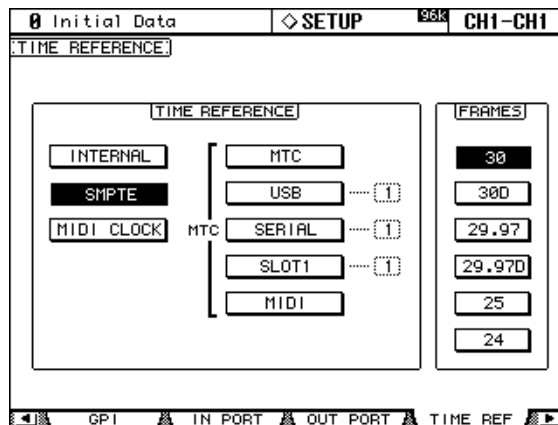 0 Initial Data ◇ SETUP 96k CH1-CH1
TIME REFERENCE
TIME REFERENCE
FRAMES
INTERNAL
MTC
30
SMPTE
USB
1
30D
MIDI CLOCK
MTC
SERIAL
1
29.97
SLOT1
1
29.97D
MIDI
25
24
GPI IN PORT OUT PORT TIME REF